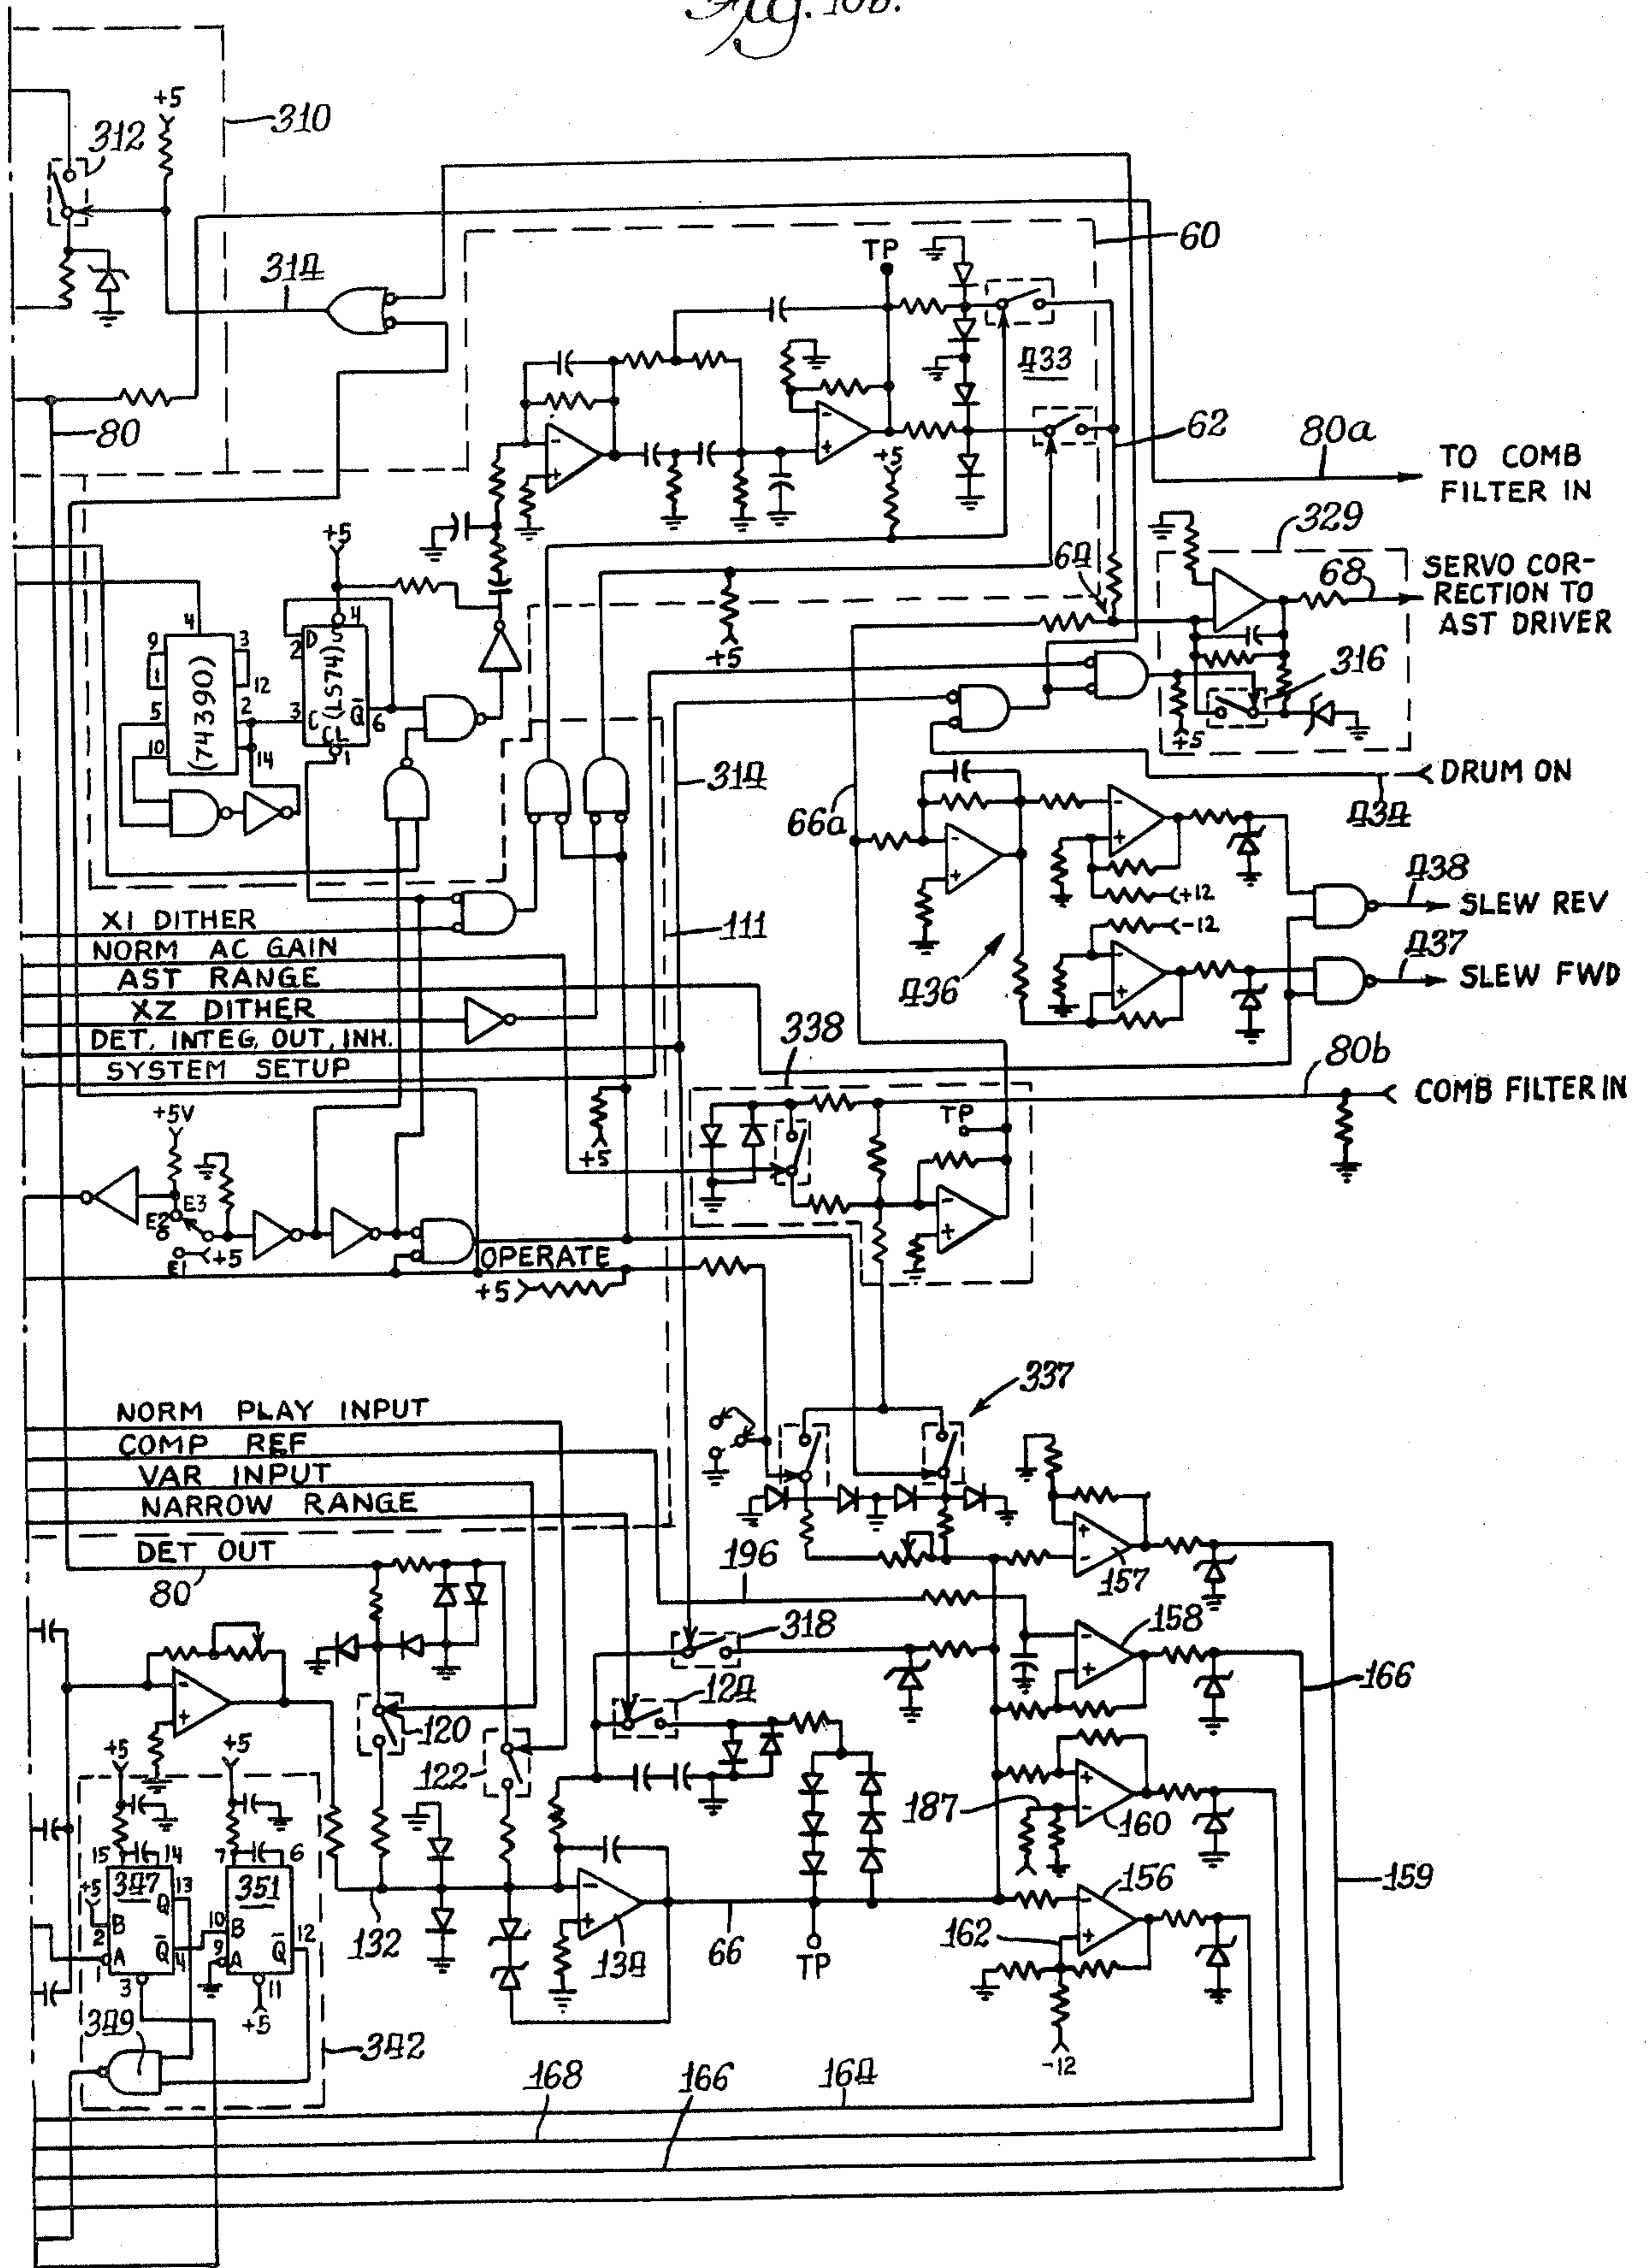 Fig. 10b.
+5
312
310
314
TP
60
433
80
62
80a
TO COMB
FILTER IN
+5
329
+5
64
68
SERVO COR-
RECTION TO
AST DRIVER
4
9
3
1
12
5
2
10
14
(74390)
4
D
S
2
3
C
(LS74)
Q̅
6
CL
1
+5
316
+5
314
66a
DRUM ON
434
+12
438
SLEW REV
-12
437
SLEW FWD
436
X1 DITHER
111
NORM AC GAIN
AST RANGE
XZ DITHER
DET. INTEG. OUT, INH.
338
80b
SYSTEM SETUP
COMB FILTER IN
+5V
TP
+5
E3
E2
E1
+5
OPERATE
+5
337
NORM PLAY INPUT
COMP REF
VAR INPUT
NARROW RANGE
DET OUT
80
196
157
318
158
166
124
120
122
+5
+5
187
160
15
14
7
6
347
351
13
+5
Q
B
2
10
B
12
Q̅
9
A
Q̅
A
1
4
3
11
+5
132
134
66
TP
156
162
159
-12
349
342
168
166
164